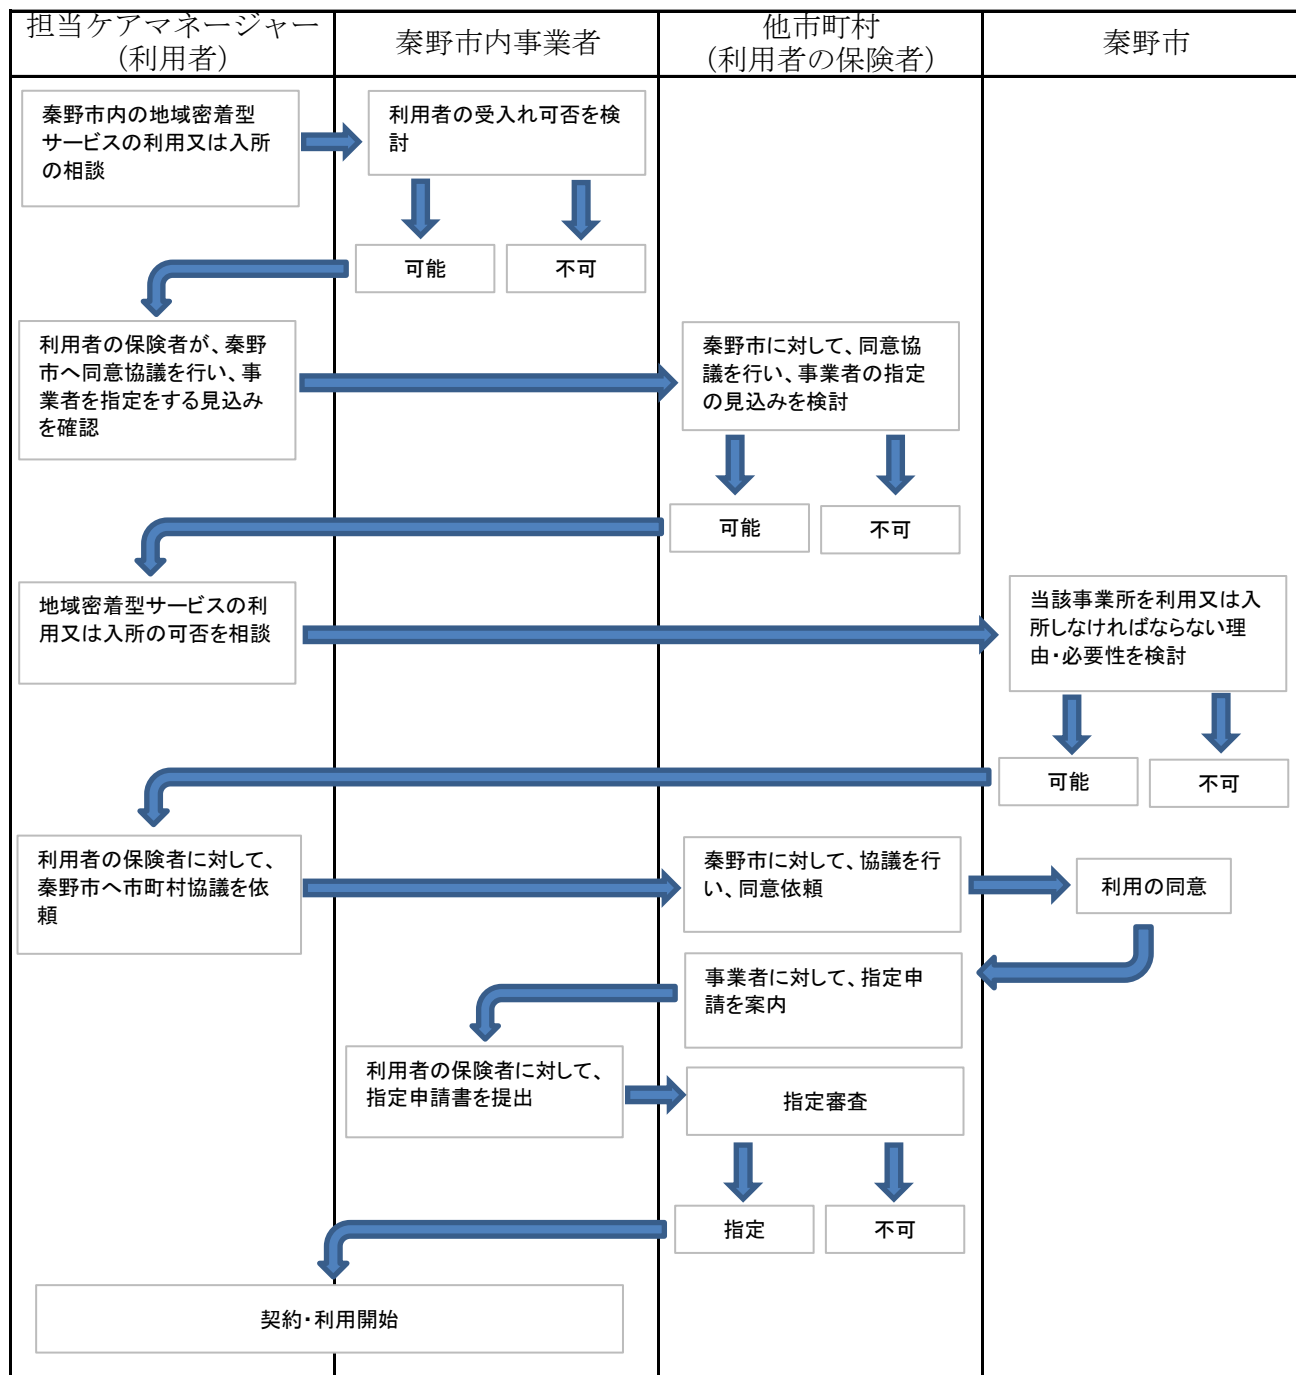 担当ケアマネージャー
(利用者)
秦野市内事業者
他市町村
(利用者の保険者)
秦野市
秦野市内の地域密着型
サービスの利用又は入所
の相談
利用者の受入れ可否を検
討
可能
不可
利用者の保険者が、秦野
市へ同意協議を行い、事
業者を指定をする見込み
を確認
秦野市に対して、同意協
議を行い、事業者の指定
の見込みを検討
可能
不可
地域密着型サービスの利
用又は入所の可否を相談
当該事業所を利用又は入
所しなければならない理
由・必要性を検討
可能
不可
利用者の保険者に対して、
秦野市へ市町村協議を依
頼
秦野市に対して、協議を行
い、同意依頼
利用の同意
事業者に対して、指定申
請を案内
利用者の保険者に対して、
指定申請書を提出
指定審査
指定
不可
契約・利用開始